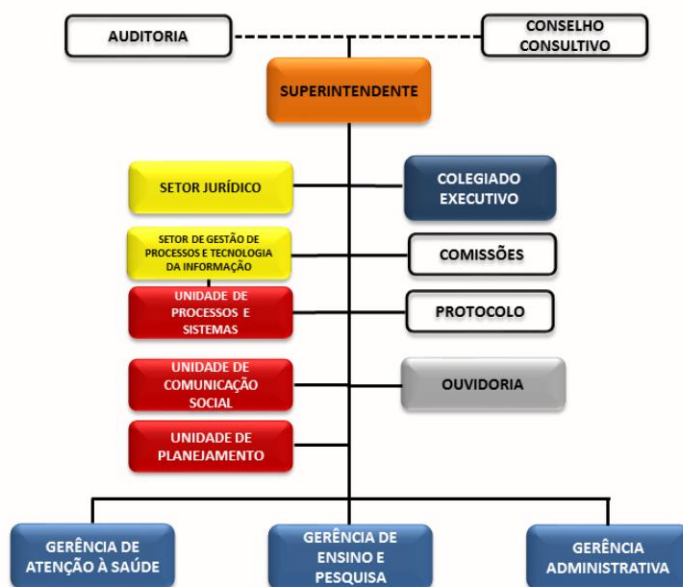 AUDITORIA
CONSELHO
CONSULTIVO
SUPERINTENDENTE
SETOR JURÍDICO
COLEGIADO
EXECUTIVO
SETOR DE GESTÃO DE
PROCESSOS E TECNOLOGIA
DA INFORMAÇÃO
COMISSÕES
UNIDADE DE
PROCESSOS E
SISTEMAS
PROTOCOLO
UNIDADE DE
COMUNICAÇÃO
SOCIAL
OUVIDORIA
UNIDADE DE
PLANEJAMENTO
GERÊNCIA DE
ATENÇÃO À SAÚDE
GERÊNCIA DE
ENSINO E
PESQUISA
GERÊNCIA
ADMINISTRATIVA